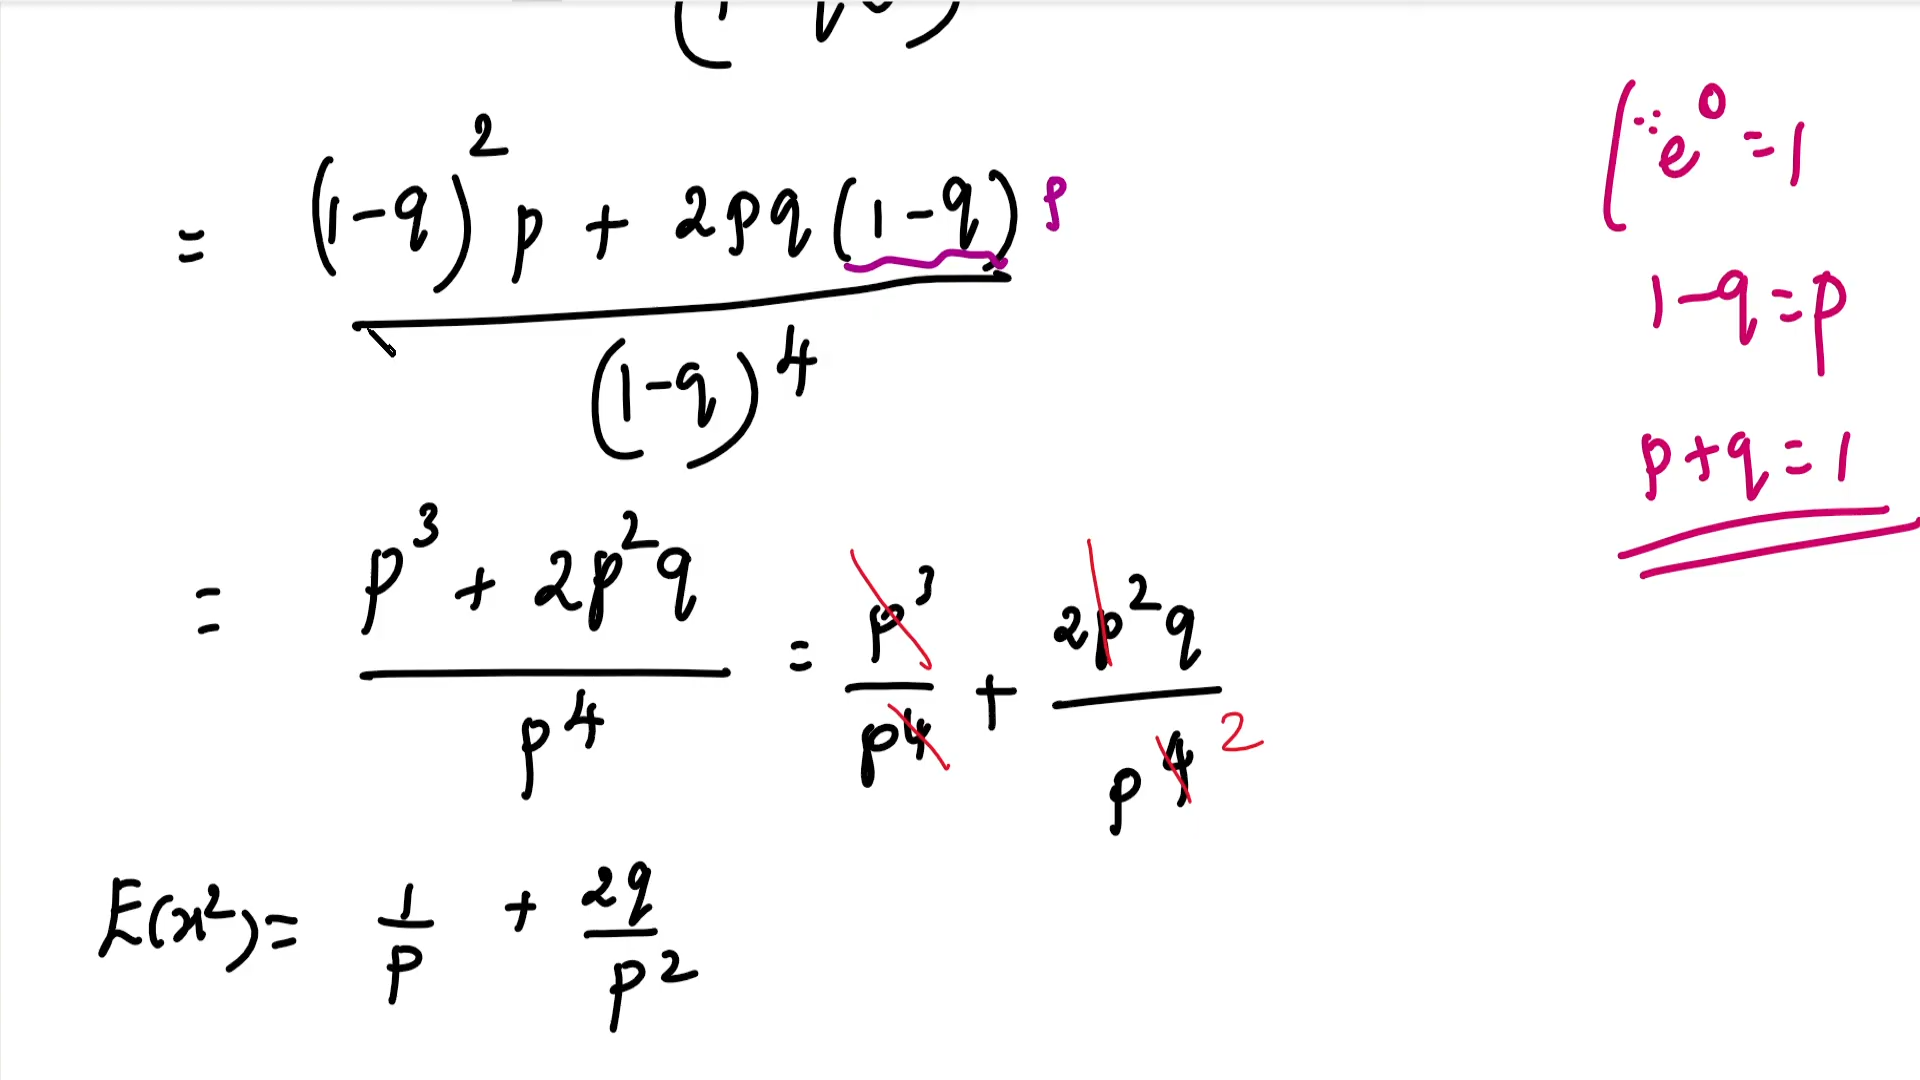 = ((1-q)² p + 2pq (1-q)) / (1-q)⁴
p
= (p³ + 2p²q) / p⁴ = p³/p⁴ + 2p²q/p⁴ 2
E(x²) = 1/p + 2q/p²
(∵ e⁰ = 1
1-q = p
p+q = 1